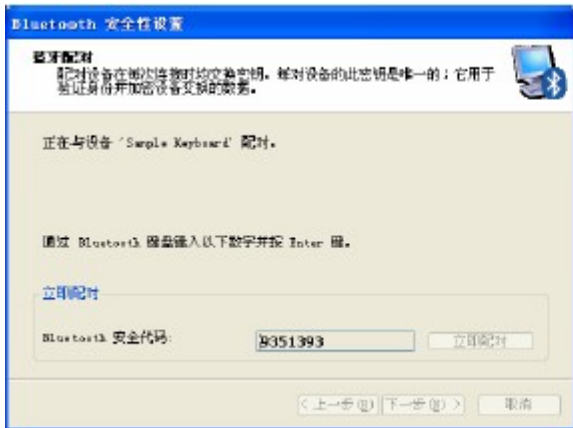 Bluetooth 安全性设置
蓝牙配对
配对设备在每次连接时均交换密钥。每对设备的此密钥是唯一的；它用于
验证身份并加密设备交换的数据。
正在与设备 'Sample Keyboard' 配对。
通过 Bluetooth 键盘键入以下数字并按 Enter 键。
立即配对
Bluetooth 安全代码:
9351393
立即配对
<上一步(B)
下一步(N) >
取消